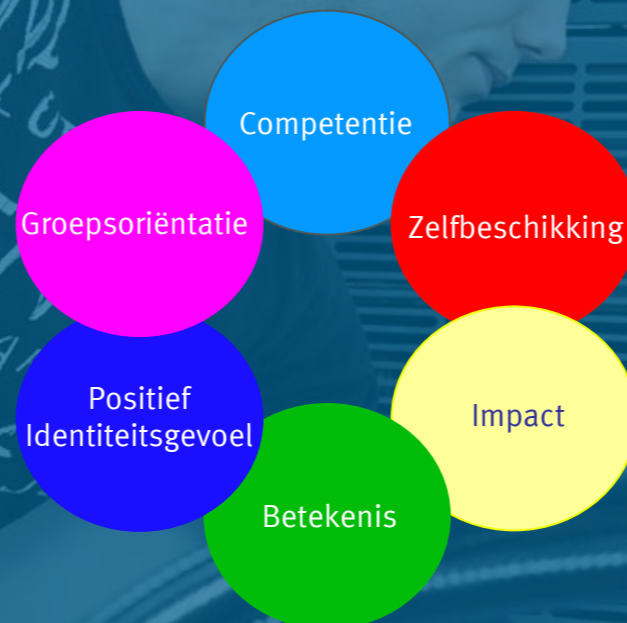 Competentie
Groepsoriëntatie
Zelfbeschikking
Positief
Identiteitsgevoel
Impact
Betekenis